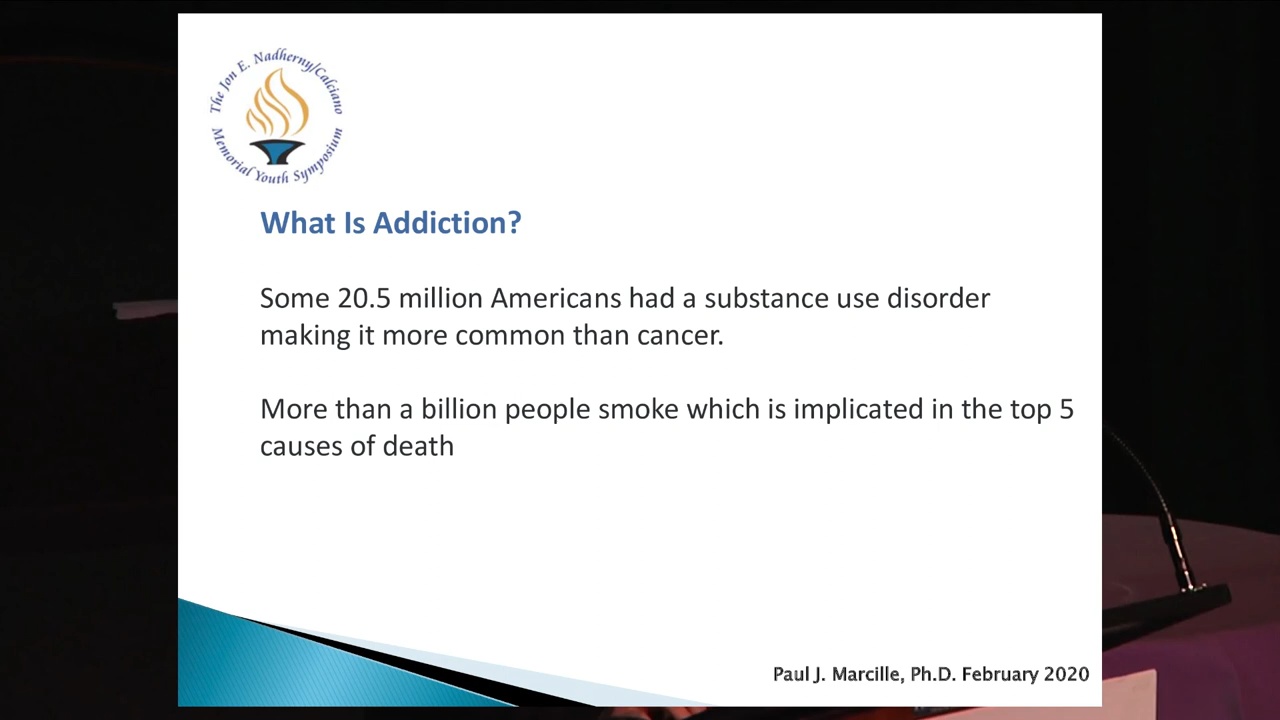 The Jon E. Nadherny/Calciano
Memorial Youth Symposium
What Is Addiction?
Some 20.5 million Americans had a substance use disorder
making it more common than cancer.
More than a billion people smoke which is implicated in the top 5
causes of death
Paul J. Marcille, Ph.D. February 2020